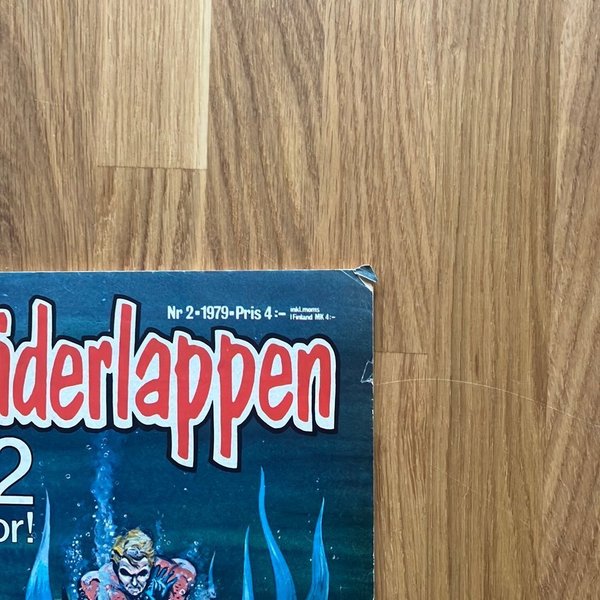 Nr 2 • 1979 • Pris 4:- inkl. moms
I Finland MK 4:-
iderlappen
2
or!